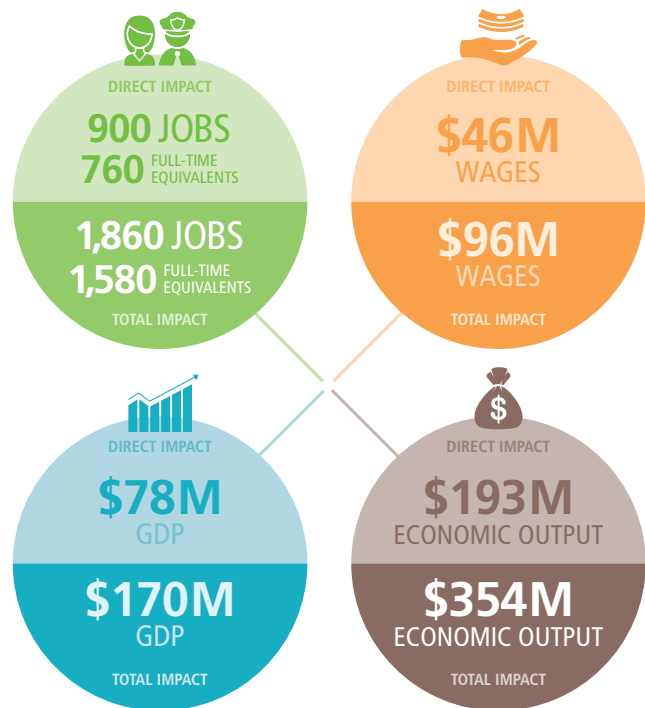 DIRECT IMPACT
900 JOBS
760 FULL-TIME
EQUIVALENTS
1,860 JOBS
1,580 FULL-TIME
EQUIVALENTS
TOTAL IMPACT
DIRECT IMPACT
$46M
WAGES
$96M
WAGES
TOTAL IMPACT
DIRECT IMPACT
$78M
GDP
$170M
GDP
TOTAL IMPACT
$
DIRECT IMPACT
$193M
ECONOMIC OUTPUT
$354M
ECONOMIC OUTPUT
TOTAL IMPACT